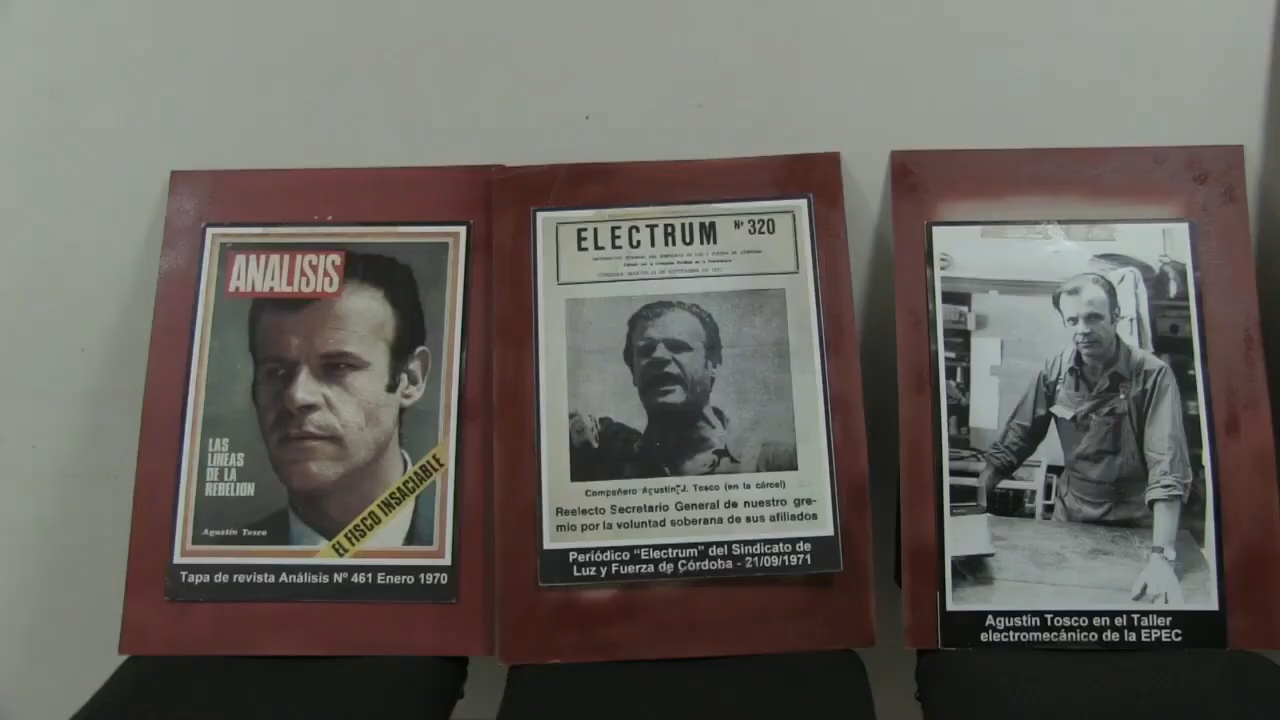 ANALISIS
LAS
LINEAS
DE LA
REBELION
EL FISCO INSACIABLE
Agustín Tosco
Tapa de revista Análisis Nº 461 Enero 1970
ELECTRUM Nº 320
Compañero Agustín J. Tosco (en la cárcel)
Reelecto Secretario General de nuestro gre-
mio por la voluntad soberana de sus afiliados
Periódico "Electrum" del Sindicato de
Luz y Fuerza de Córdoba - 21/09/1971
Agustín Tosco en el Taller
electromecánico de la EPEC